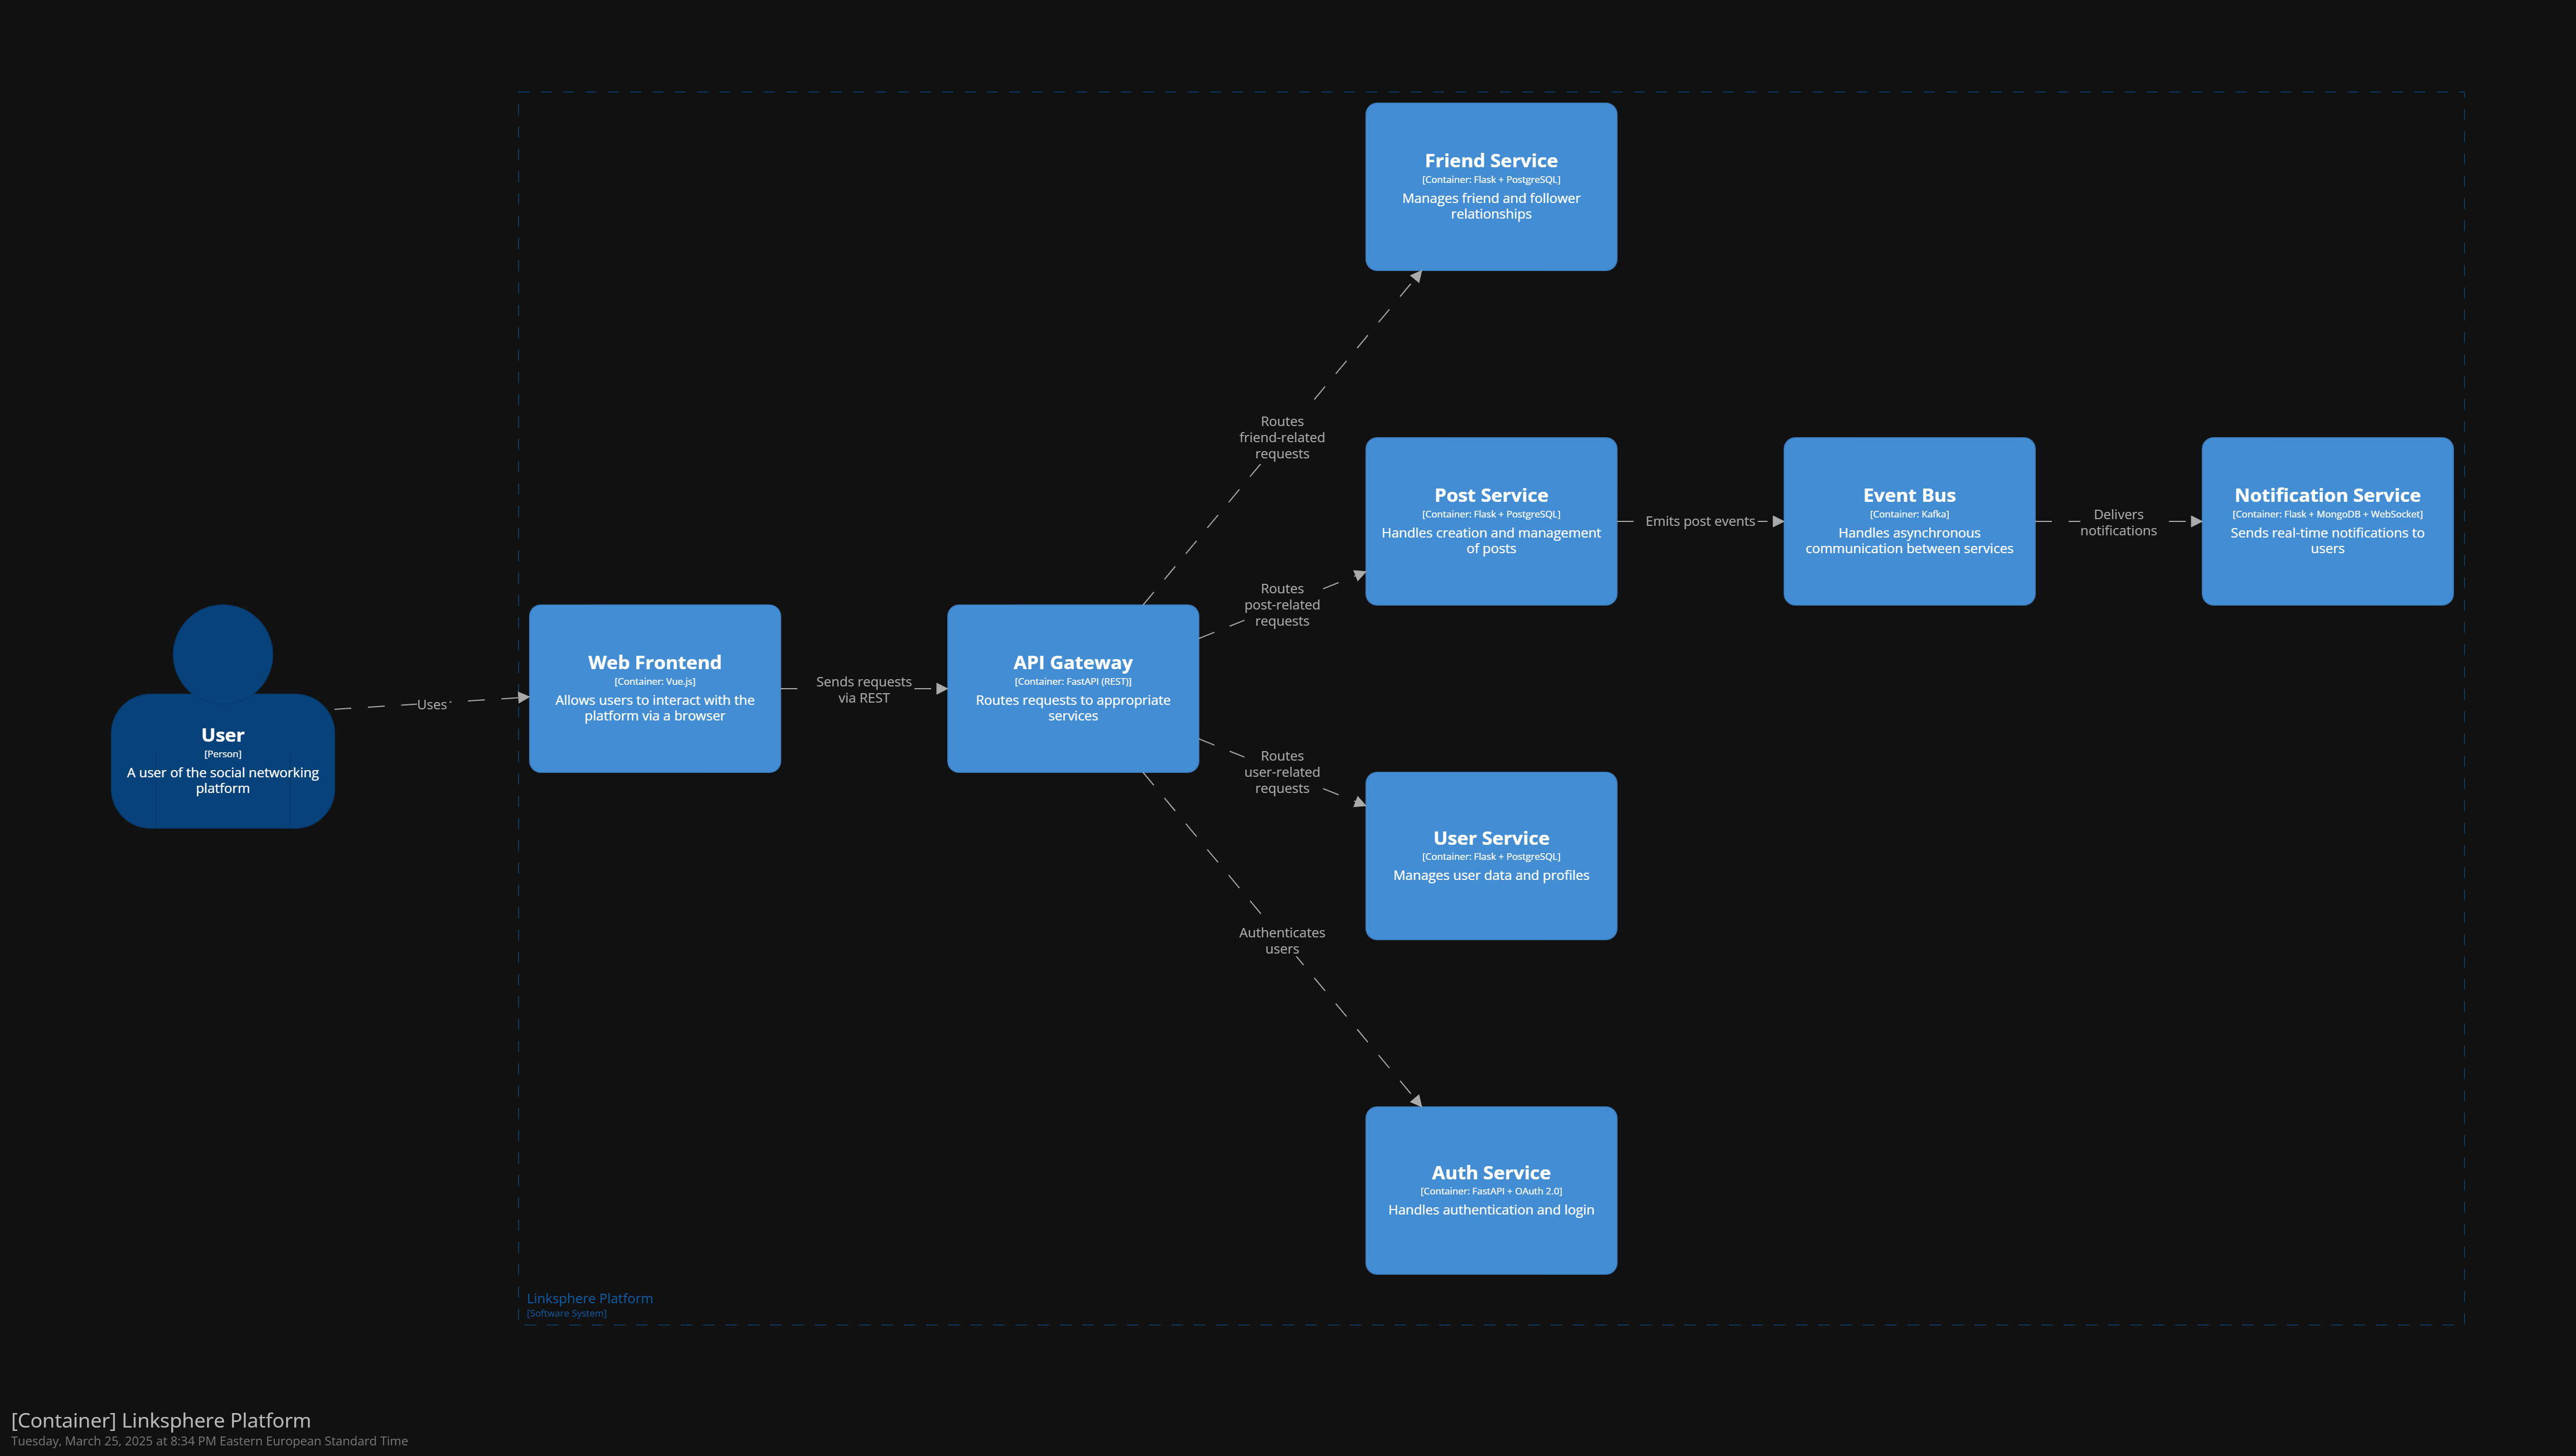 Friend Service
[Container: Flask + PostgreSQL]
Manages friend and follower
relationships
Routes
friend-related
requests
Post Service
[Container: Flask + PostgreSQL]
Handles creation and management
of posts
Emits post events
Event Bus
[Container: Kafka]
Handles asynchronous
communication between services
Delivers
notifications
Notification Service
[Container: Flask + MongoDB + WebSocket]
Sends real-time notifications to
users
Routes
post-related
requests
User
[Person]
A user of the social networking
platform
Uses
Web Frontend
[Container: Vue.js]
Allows users to interact with the
platform via a browser
Sends requests
via REST
API Gateway
[Container: FastAPI (REST)]
Routes requests to appropriate
services
Routes
user-related
requests
User Service
[Container: Flask + PostgreSQL]
Manages user data and profiles
Authenticates
users
Auth Service
[Container: FastAPI + OAuth 2.0]
Handles authentication and login
Linksphere Platform
[Software System]
[Container] Linksphere Platform
Tuesday, March 25, 2025 at 8:34 PM Eastern European Standard Time